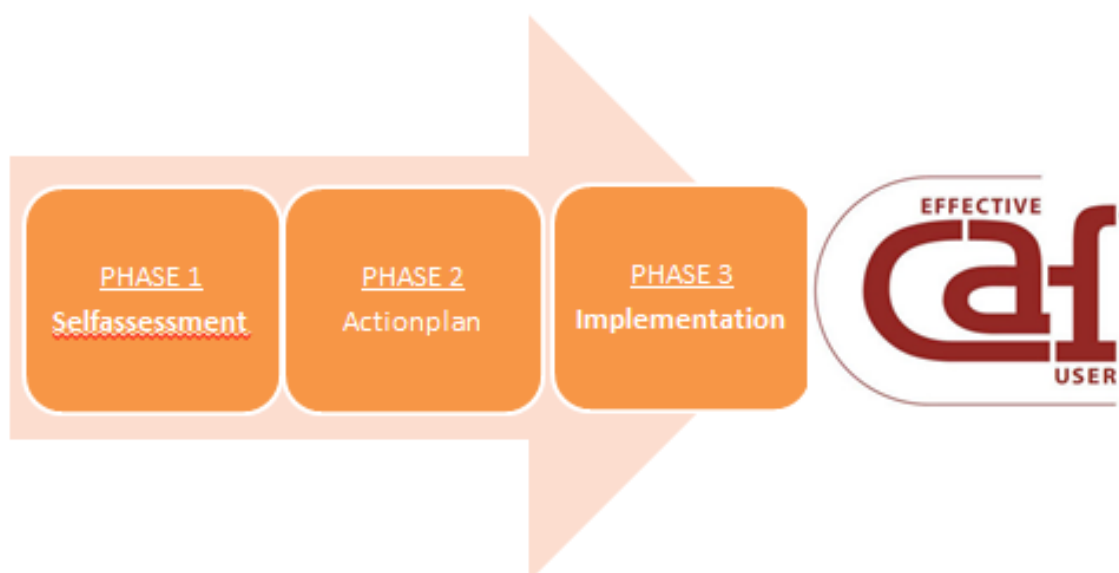 PHASE 1
Selfassessment
PHASE 2
Actionplan
PHASE 3
Implementation
EFFECTIVE
caf
USER